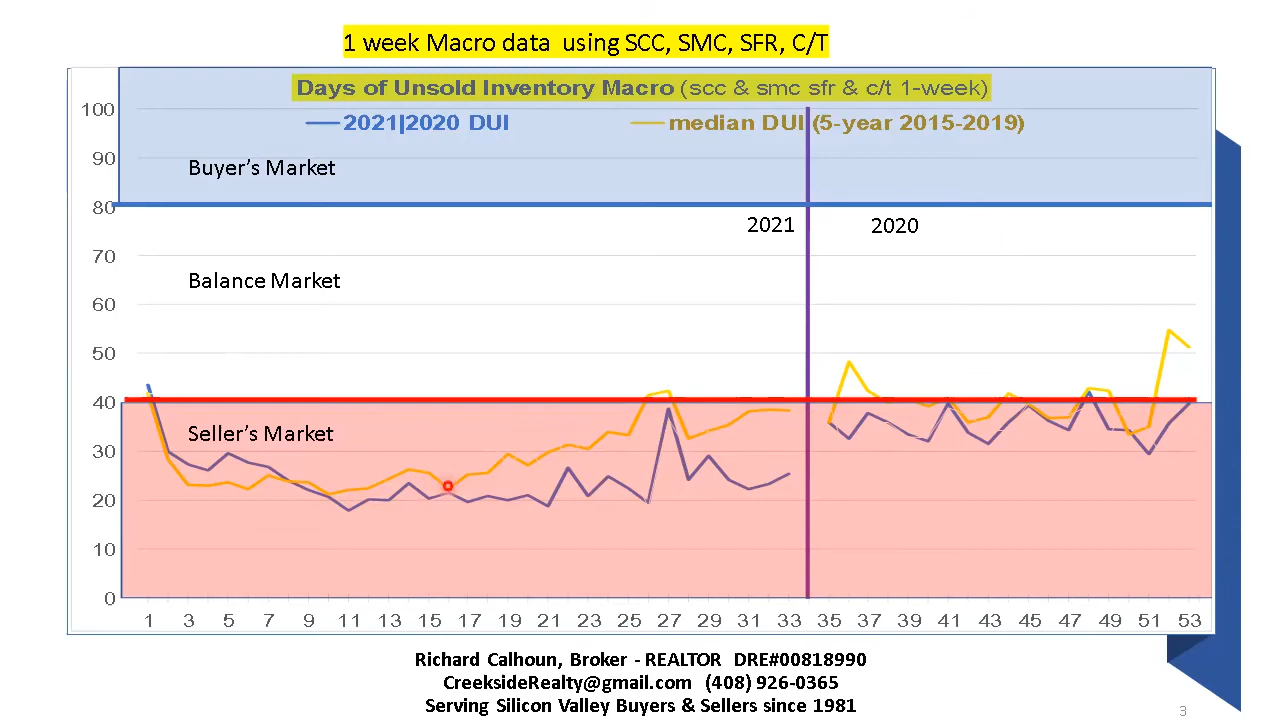 1 week Macro data  using SCC, SMC, SFR, C/T
Days of Unsold Inventory Macro (scc & smc sfr & c/t 1-week)
2021|2020 DUI
median DUI (5-year 2015-2019)
100
90
80
70
60
50
40
30
20
10
0
Buyer's Market
2021
2020
Balance Market
Seller's Market
1 3 5 7 9 11 13 15 17 19 21 23 25 27 29 31 33 35 37 39 41 43 45 47 49 51 53
Richard Calhoun, Broker - REALTOR  DRE#00818990
CreeksideRealty@gmail.com  (408) 926-0365
Serving Silicon Valley Buyers & Sellers since 1981
3